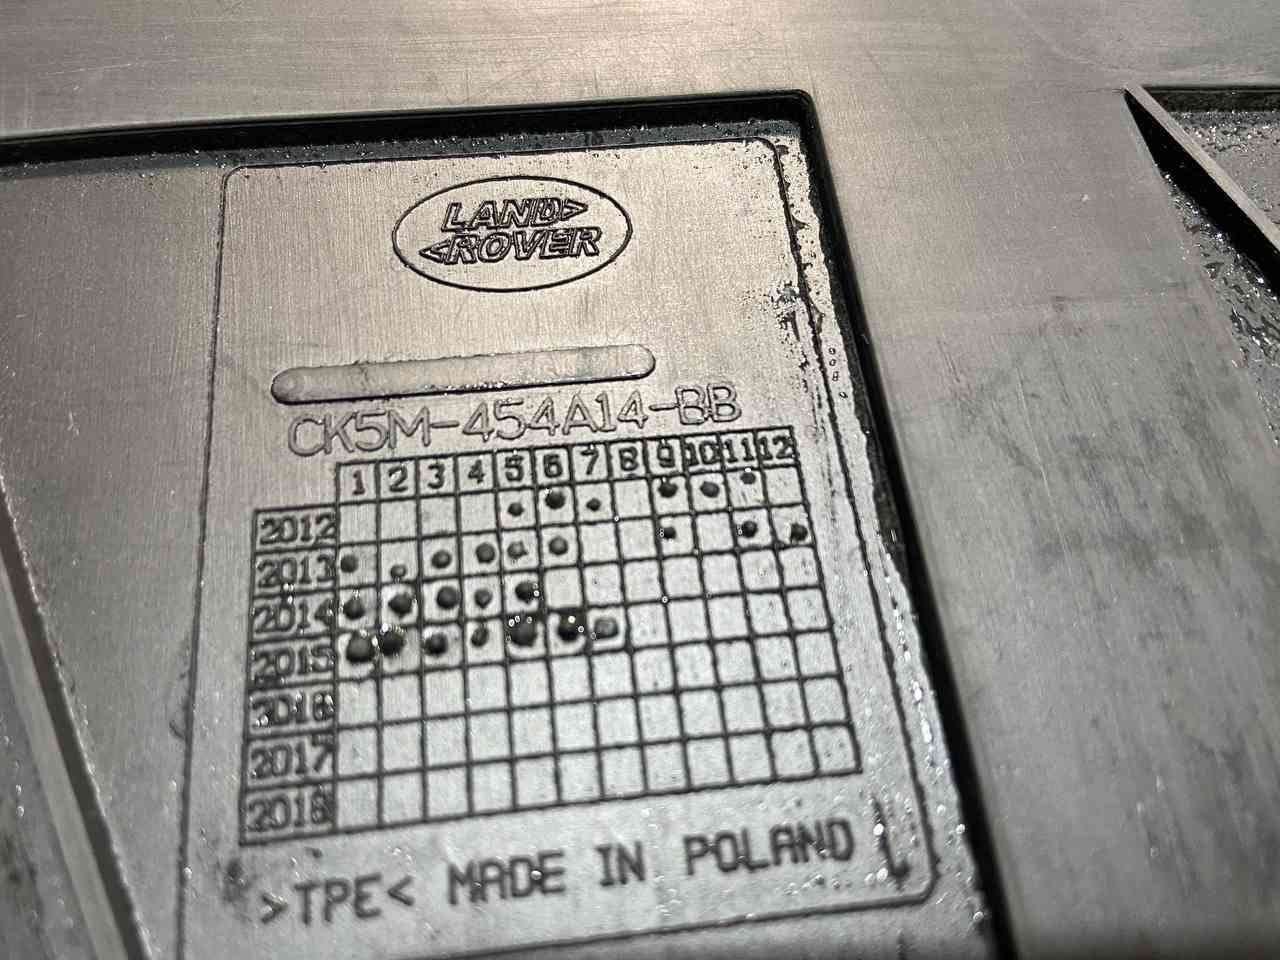 LAND>
<ROVER
CK5M-454A14-BB
1 2 3 4 5 6 7 8 9 10 11 12
2012
2013
2014
2015
2016
2017
2018
>TPE< MADE IN POLAND